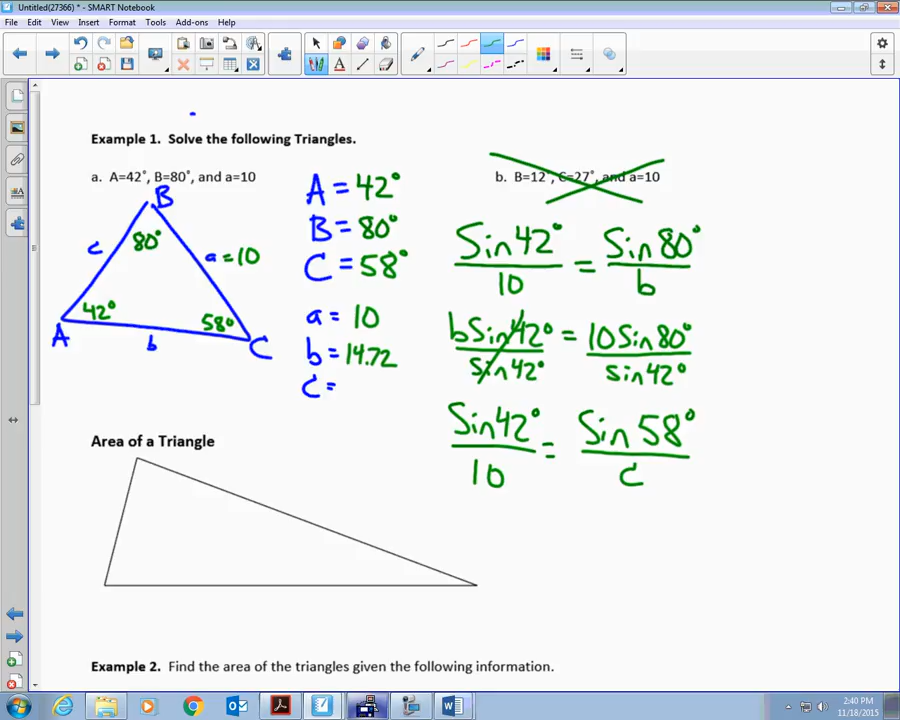 Untitled(27366) * - SMART Notebook
File Edit View Insert Format Tools Add-ons Help
Example 1. Solve the following Triangles.
a. A=42°, B=80°, and a=10
b. B=12°, C=27°, and a=10
B
c
80°
a = 10
42°
58°
A
b
C
A = 42°
B = 80°
C = 58°
a = 10
b = 14.72
c =
Sin 42° = Sin 80°
10 b
b Sin 42° = 10 Sin 80°
Sin 42° Sin 42°
Sin 42° = Sin 58°
10 c
Area of a Triangle
Example 2. Find the area of the triangles given the following information.
2:40 PM
11/18/2015